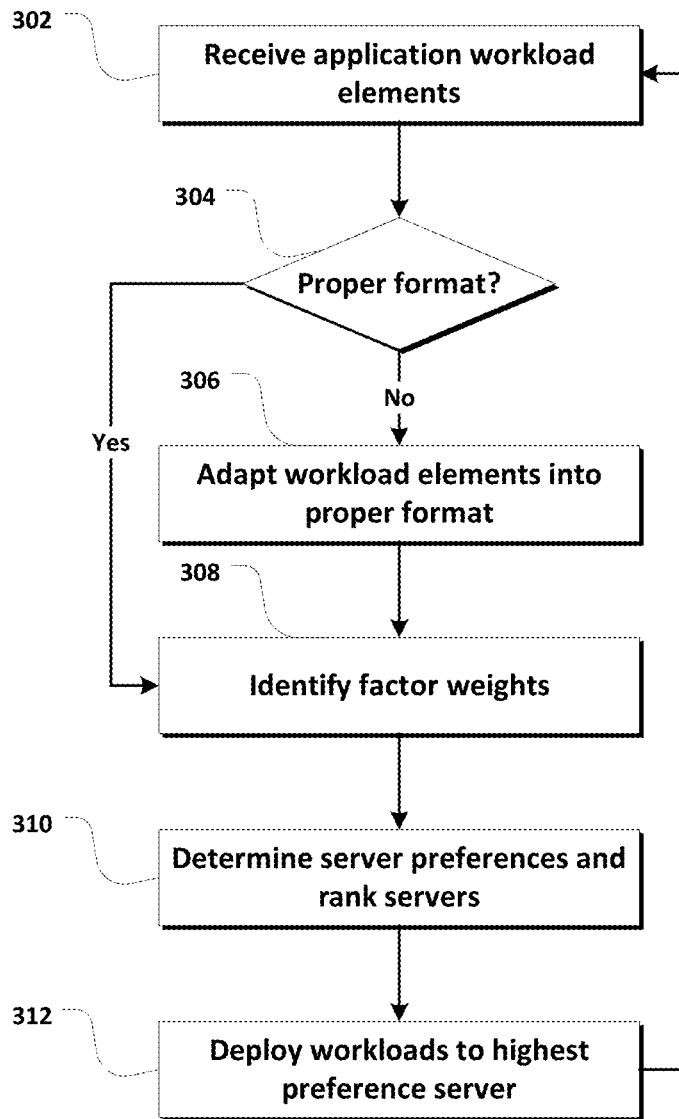 302
Receive application workload
elements
304
Proper format?
306
No
Yes
Adapt workload elements into
proper format
308
Identify factor weights
310
Determine server preferences and
rank servers
312
Deploy workloads to highest
preference server